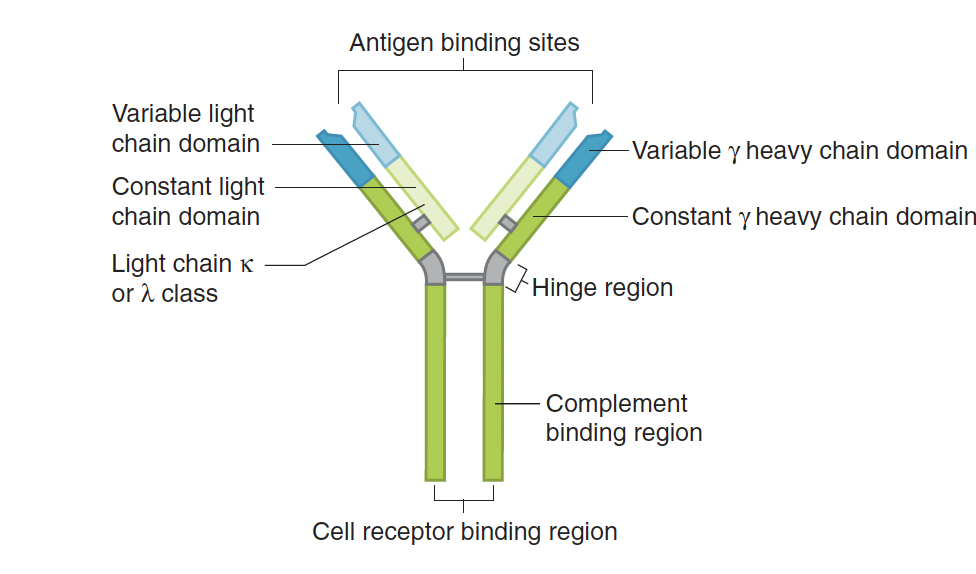 Antigen binding sites
Variable light
chain domain
Constant light
chain domain
Light chain κ
or λ class
Variable γ heavy chain domain
Constant γ heavy chain domain
Hinge region
Complement
binding region
Cell receptor binding region